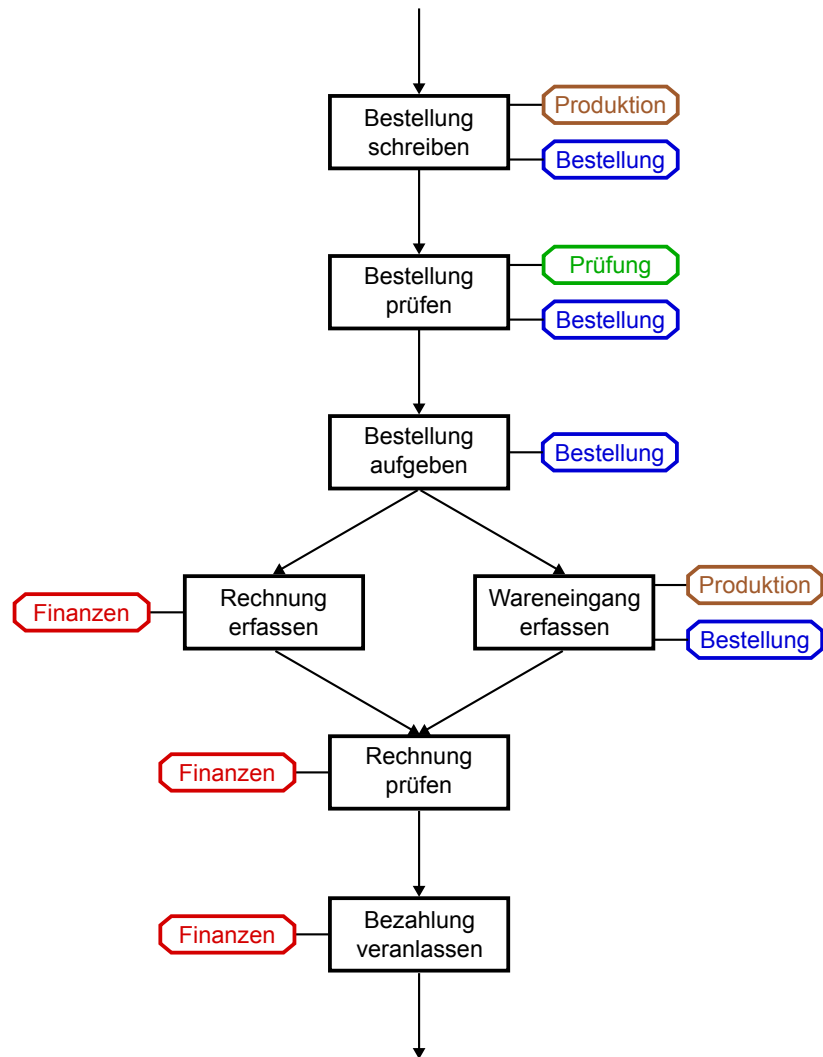 Bestellung
schreiben
Produktion
Bestellung
Bestellung
prüfen
Prüfung
Bestellung
Bestellung
aufgeben
Bestellung
Finanzen
Rechnung
erfassen
Wareneingang
erfassen
Produktion
Bestellung
Finanzen
Rechnung
prüfen
Finanzen
Bezahlung
veranlassen